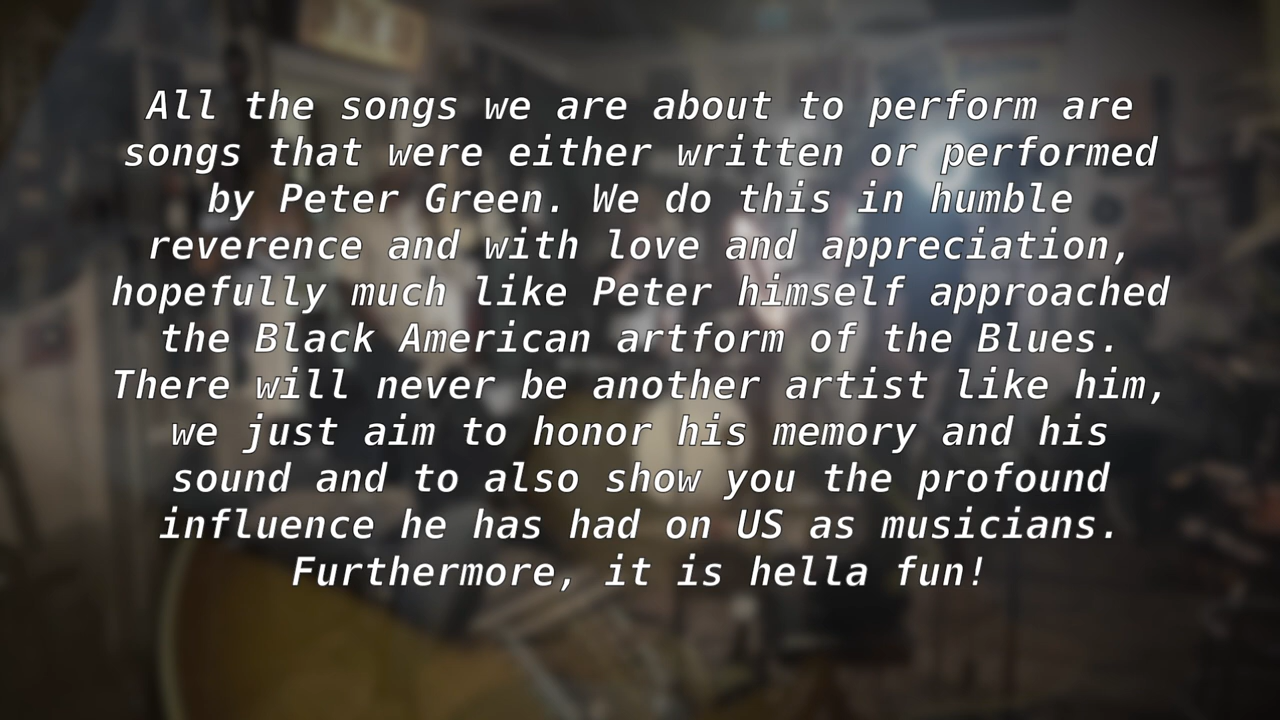 All the songs we are about to perform are
songs that were either written or performed
by Peter Green. We do this in humble
reverence and with love and appreciation,
hopefully much like Peter himself approached
the Black American artform of the Blues.
There will never be another artist like him,
we just aim to honor his memory and his
sound and to also show you the profound
influence he has had on US as musicians.
Furthermore, it is hella fun!